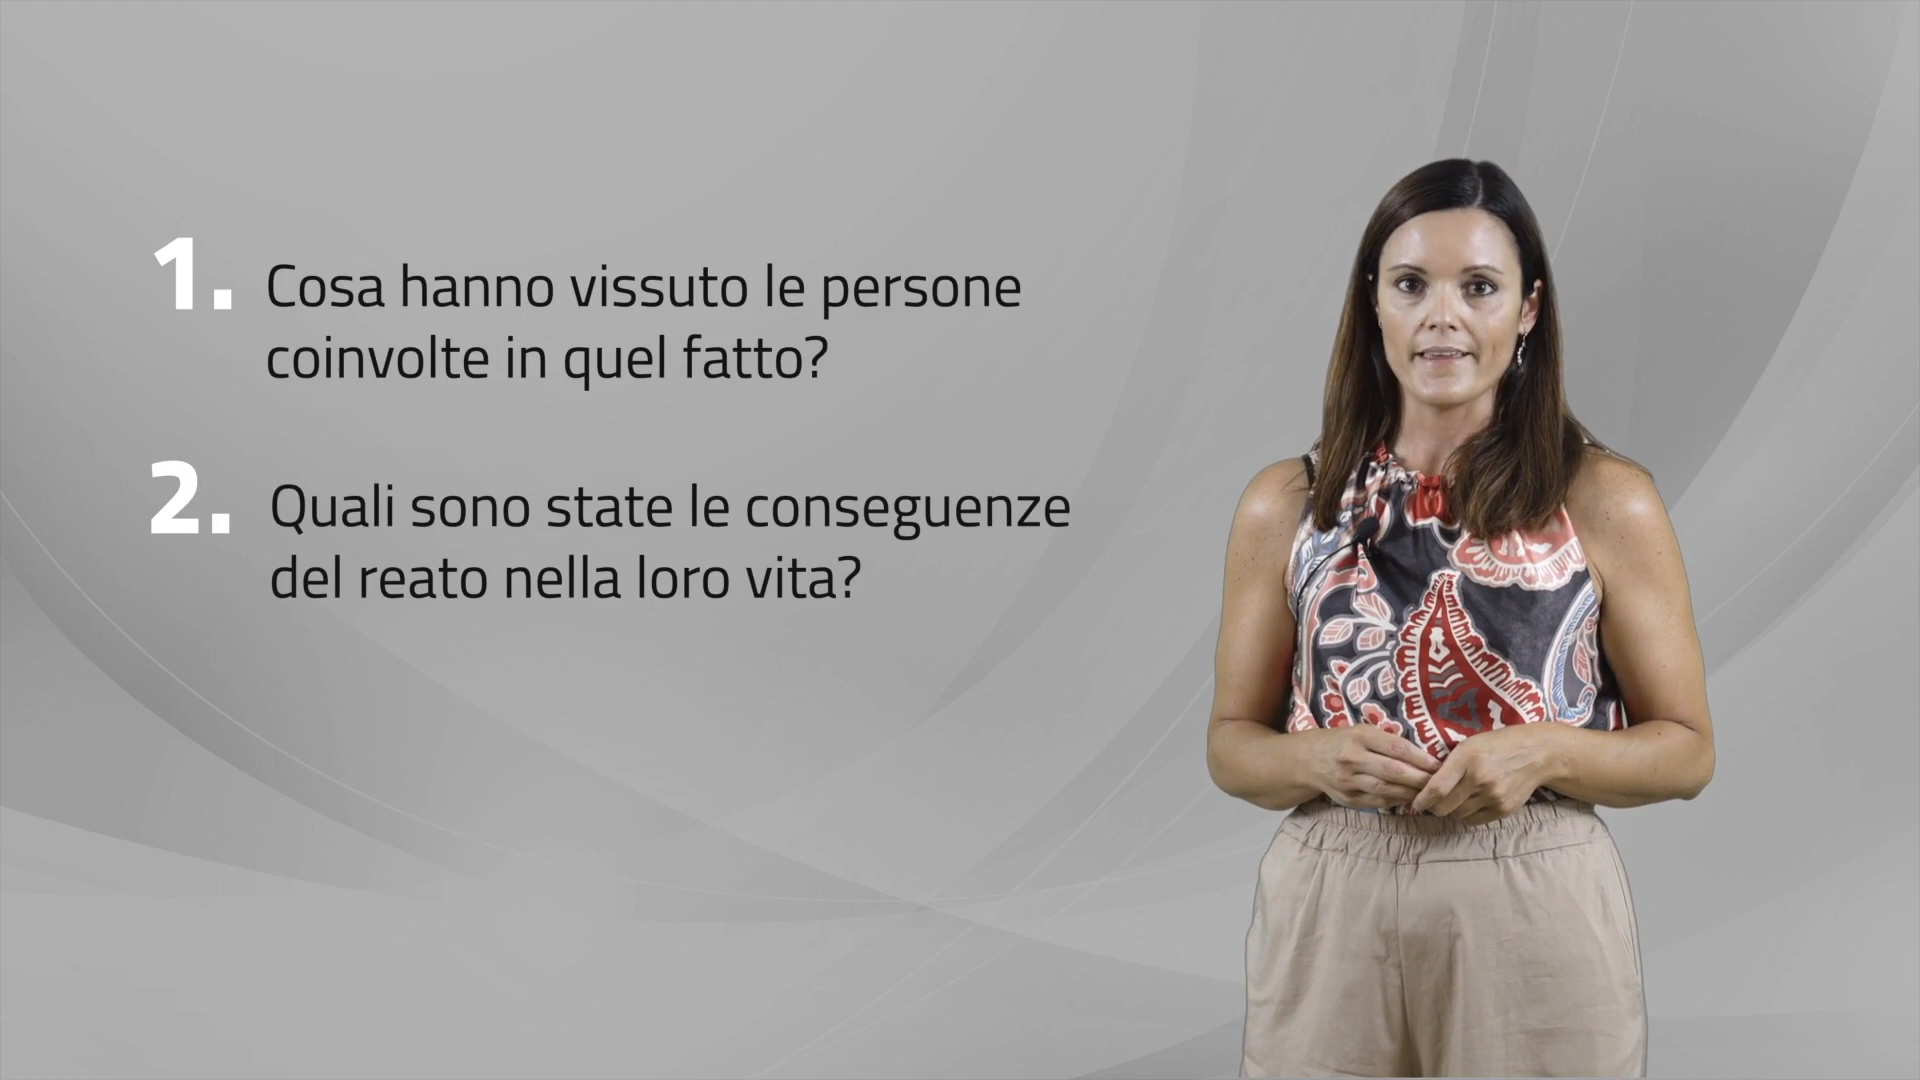 1. Cosa hanno vissuto le persone
coinvolte in quel fatto?
2. Quali sono state le conseguenze
del reato nella loro vita?